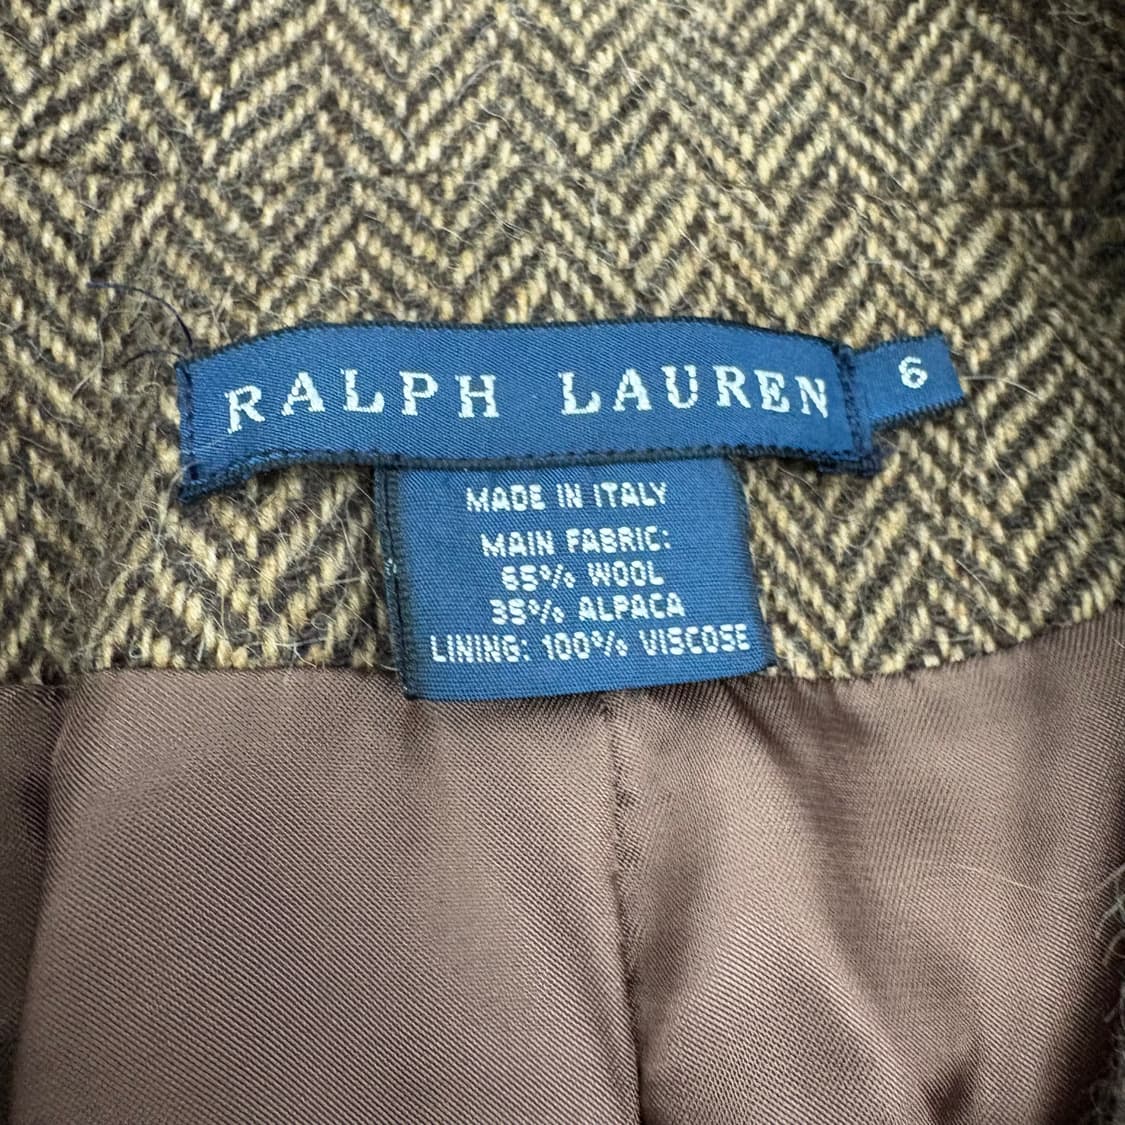 RALPH LAUREN 6
MADE IN ITALY
MAIN FABRIC:
65% WOOL
35% ALPACA
LINING: 100% VISCOSE